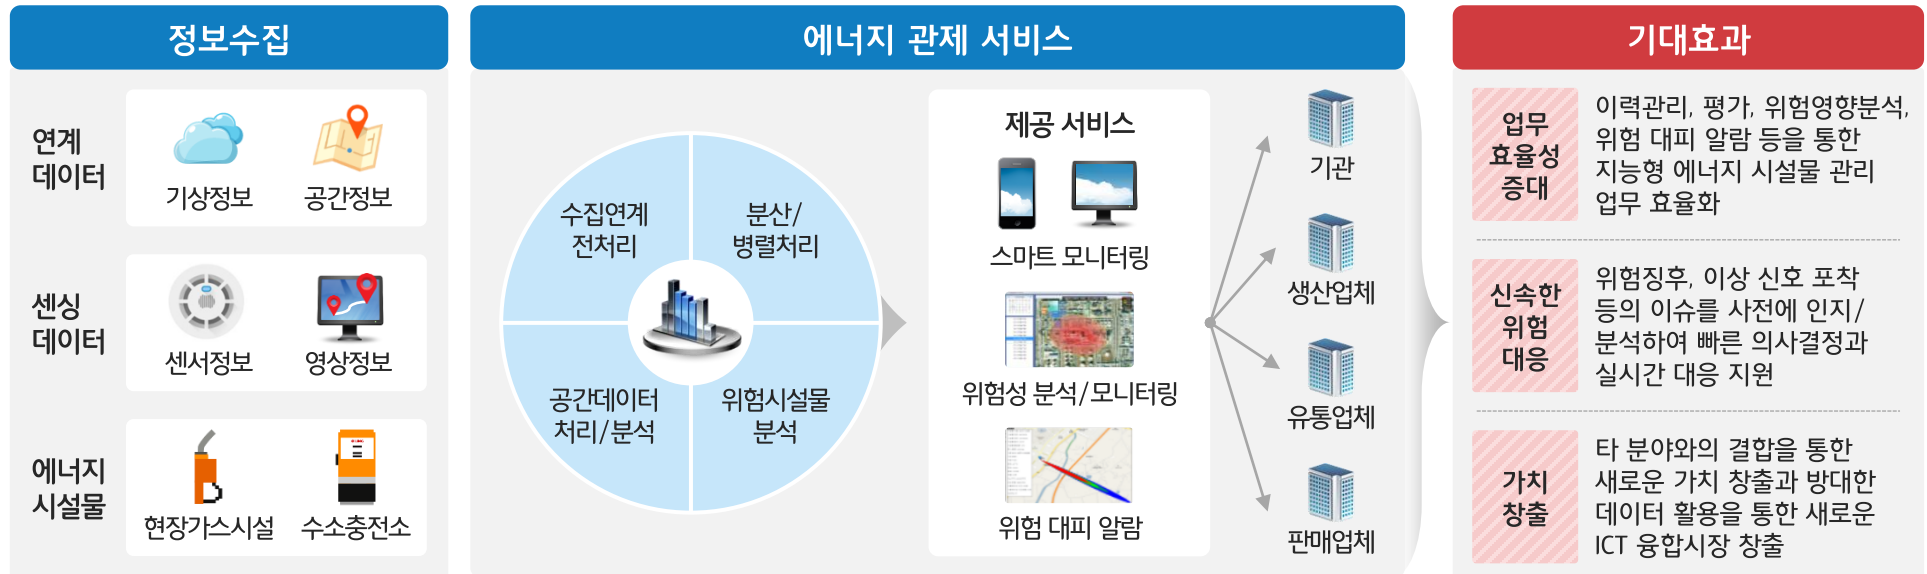 정보수집
연계
데이터
기상정보
공간정보
센싱
데이터
센서정보
영상정보
에너지
시설물
현장가스시설
수소충전소
에너지 관제 서비스
수집연계
전처리
분산/
병렬처리
공간데이터
처리/분석
위험시설물
분석
제공 서비스
스마트 모니터링
위험성 분석/모니터링
위험 대피 알람
기관
생산업체
유통업체
판매업체
기대효과
업무
효율성
증대
이력관리, 평가, 위험영향분석,
위험 대피 알람 등을 통한
지능형 에너지 시설물 관리
업무 효율화
신속한
위험
대응
위험징후, 이상 신호 포착
등의 이슈를 사전에 인지/
분석하여 빠른 의사결정과
실시간 대응 지원
가치
창출
타 분야와의 결합을 통한
새로운 가치 창출과 방대한
데이터 활용을 통한 새로운
ICT 융합시장 창출